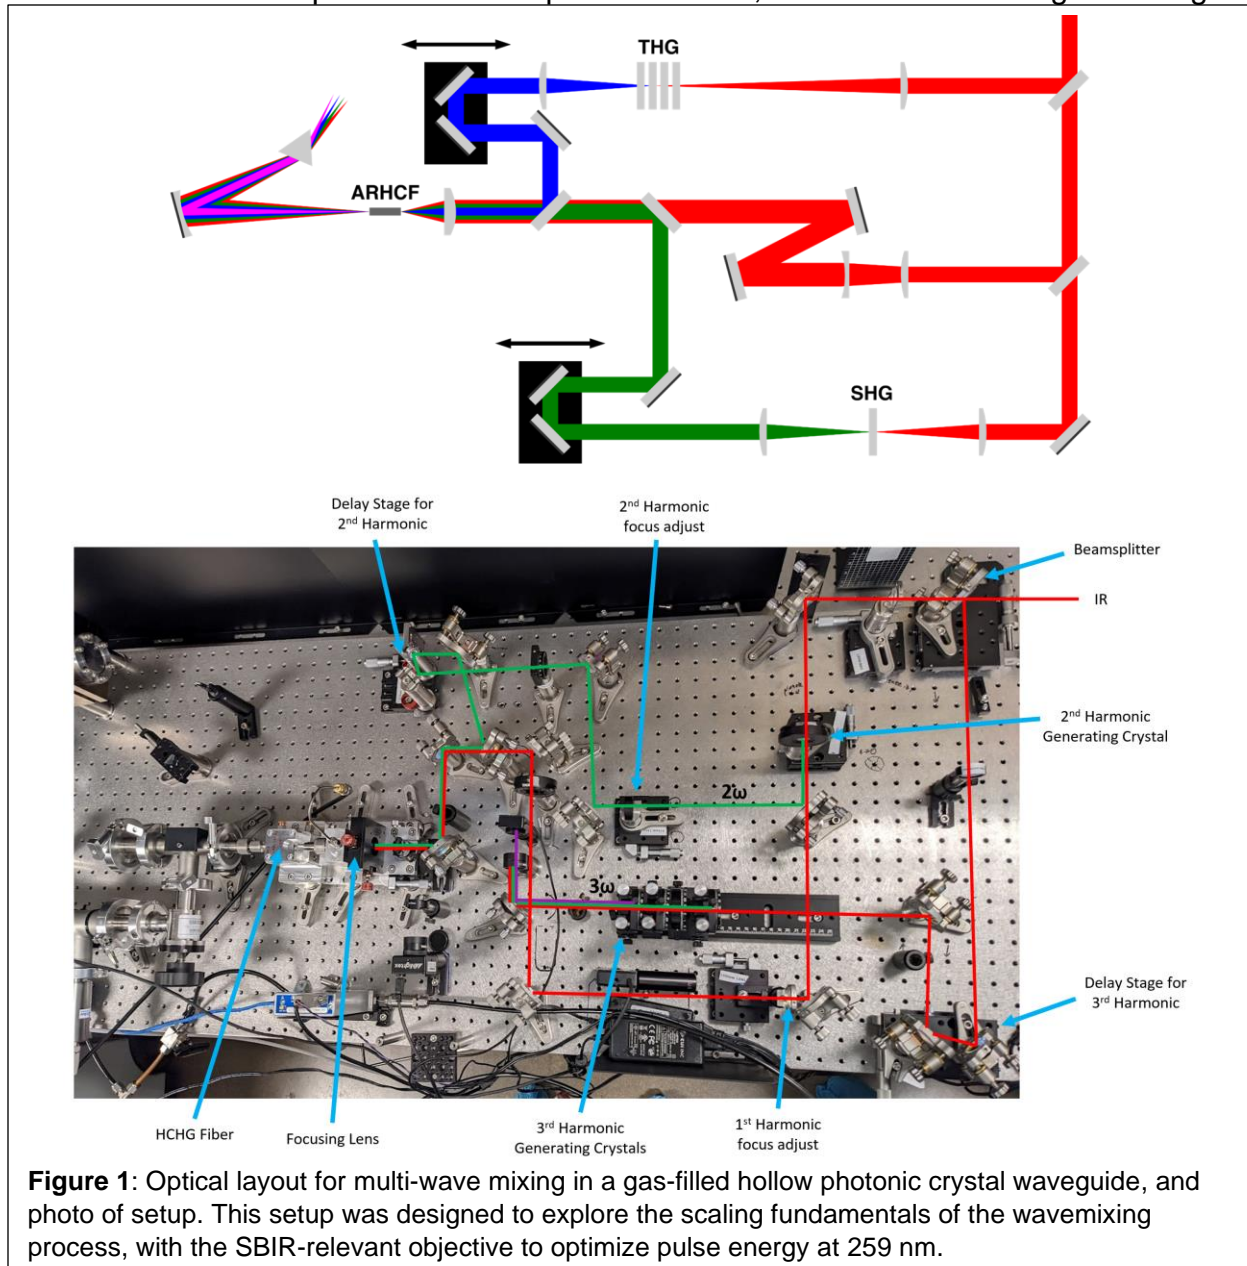 THG
ARHCF
SHG
Delay Stage for
2nd Harmonic
2nd Harmonic
focus adjust
Beamsplitter
IR
2nd Harmonic
Generating Crystal
2ω
3ω
Delay Stage for
3rd Harmonic
HCHG Fiber
Focusing Lens
3rd Harmonic
Generating Crystals
1st Harmonic
focus adjust
Figure 1: Optical layout for multi-wave mixing in a gas-filled hollow photonic crystal waveguide, and
photo of setup. This setup was designed to explore the scaling fundamentals of the wavemixing
process, with the SBIR-relevant objective to optimize pulse energy at 259 nm.